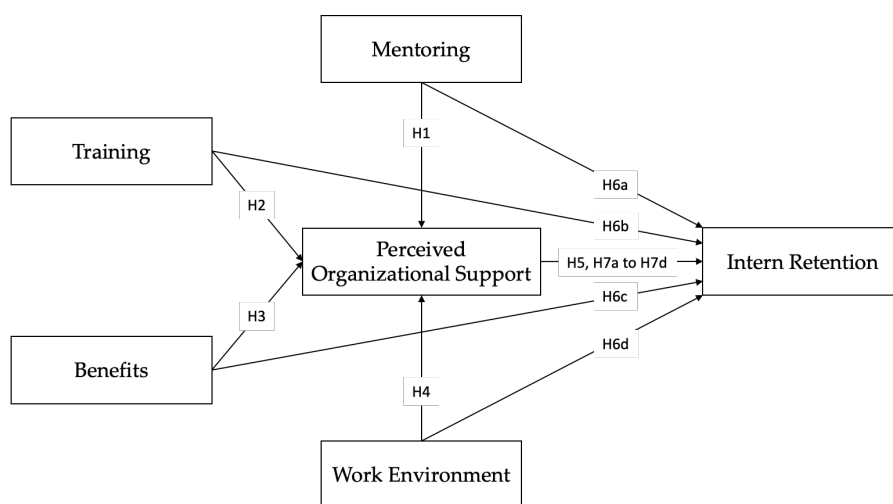 Mentoring
H1
Training
H6a
H2
H6b
Perceived
Organizational Support
H5, H7a to H7d
Intern Retention
H6c
H3
H6d
Benefits
H4
Work Environment